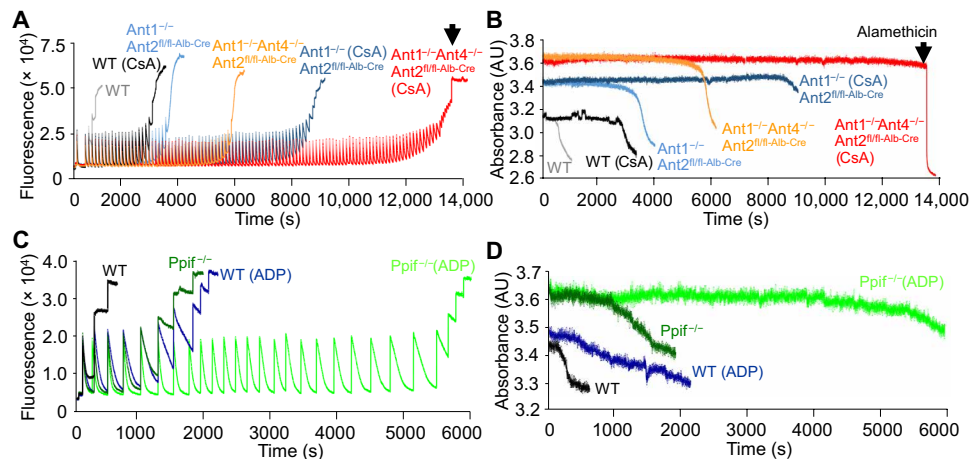 A
Fluorescence (× 10⁴)
7.5
5.0
2.5
0
0 2000 4000 6000 8000 10,000 12,000 14,000
Time (s)
WT
WT (CsA)
Ant1⁻/⁻
Ant2fl/fl-Alb-Cre
Ant1⁻/⁻Ant4⁻/⁻
Ant2fl/fl-Alb-Cre
Ant1⁻/⁻ (CsA)
Ant2fl/fl-Alb-Cre
Ant1⁻/⁻Ant4⁻/⁻
Ant2fl/fl-Alb-Cre
(CsA)
B
Absorbance (AU)
3.8
3.6
3.4
3.2
3.0
2.8
2.6
0 2000 4000 6000 8000 10,000 12,000 14,000
Time (s)
Alamethicin
WT
WT (CsA)
Ant1⁻/⁻
Ant2fl/fl-Alb-Cre
Ant1⁻/⁻Ant4⁻/⁻
Ant2fl/fl-Alb-Cre
Ant1⁻/⁻ (CsA)
Ant2fl/fl-Alb-Cre
Ant1⁻/⁻Ant4⁻/⁻
Ant2fl/fl-Alb-Cre
(CsA)
C
Fluorescence (× 10⁴)
4.0
3.0
2.0
1.0
0
0 1000 2000 3000 4000 5000 6000
Time (s)
WT
Ppif⁻/⁻
WT (ADP)
Ppif⁻/⁻(ADP)
D
Absorbance (AU)
3.7
3.6
3.5
3.4
3.3
3.2
0 1000 2000 3000 4000 5000 6000
Time (s)
Ppif⁻/⁻(ADP)
Ppif⁻/⁻
WT (ADP)
WT